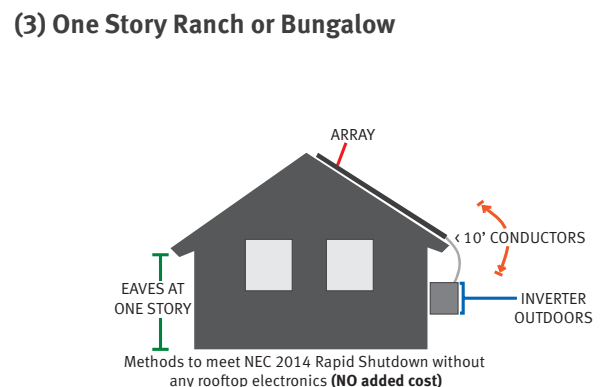 (3) One Story Ranch or Bungalow
ARRAY
< 10' CONDUCTORS
EAVES AT
ONE STORY
INVERTER
OUTDOORS
Methods to meet NEC 2014 Rapid Shutdown without
any rooftop electronics (NO added cost)